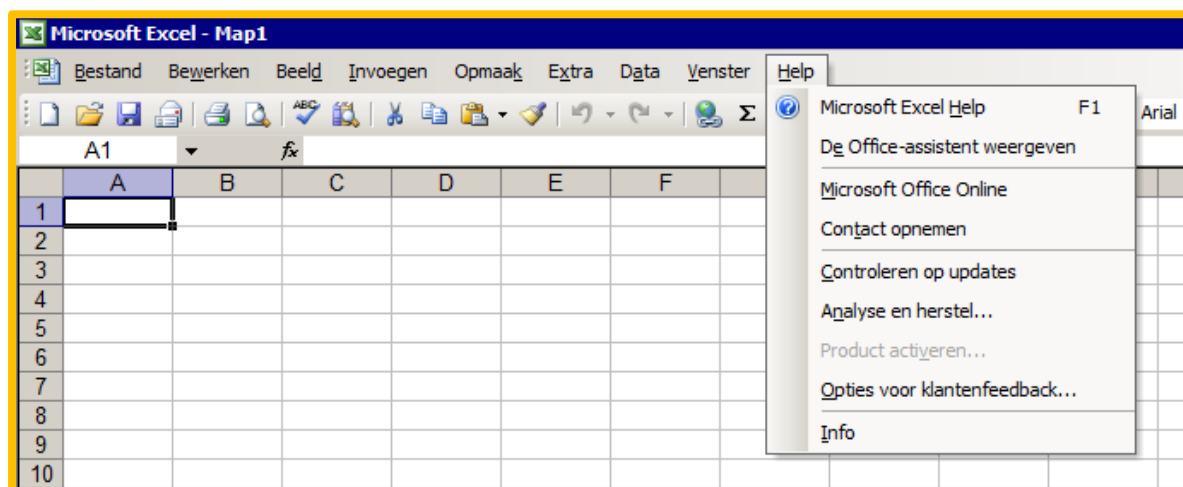 Microsoft Excel - Map1
Bestand Bewerken Beeld Invoegen Opmaak Extra Data Venster Help
ABC Σ Arial
A1 fx
A B C D E F
1
2
3
4
5
6
7
8
9
10
Microsoft Excel Help F1
De Office-assistent weergeven
Microsoft Office Online
Contact opnemen
Controleren op updates
Analyse en herstel...
Product activeren...
Opties voor klantenfeedback...
Info